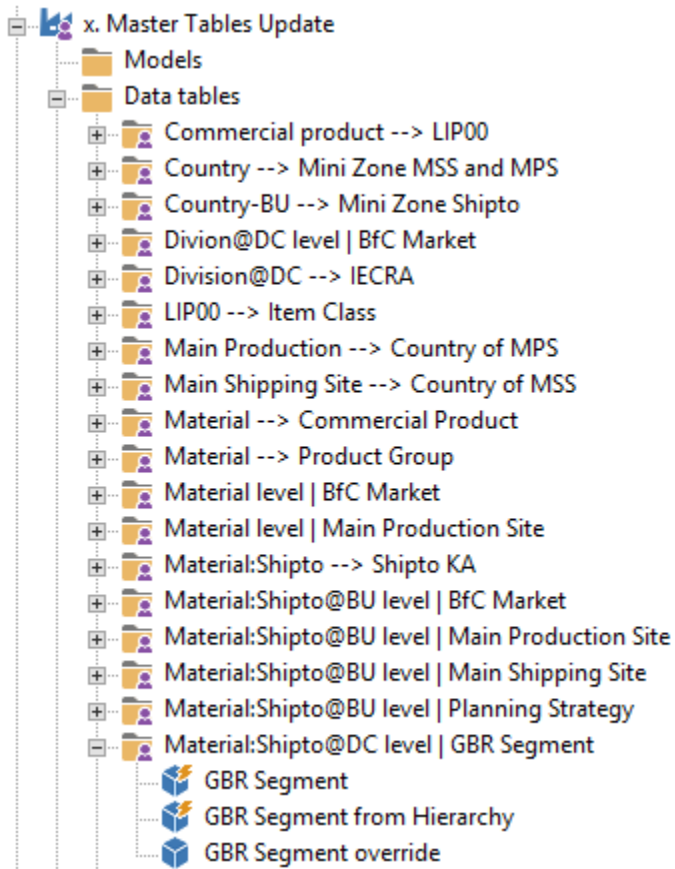 x. Master Tables Update
Models
Data tables
Commercial product --> LIP00
Country --> Mini Zone MSS and MPS
Country-BU --> Mini Zone Shipto
Divion@DC level | BfC Market
Division@DC --> IECRA
LIP00 --> Item Class
Main Production --> Country of MPS
Main Shipping Site --> Country of MSS
Material --> Commercial Product
Material --> Product Group
Material level | BfC Market
Material level | Main Production Site
Material:Shipto --> Shipto KA
Material:Shipto@BU level | BfC Market
Material:Shipto@BU level | Main Production Site
Material:Shipto@BU level | Main Shipping Site
Material:Shipto@BU level | Planning Strategy
Material:Shipto@DC level | GBR Segment
GBR Segment
GBR Segment from Hierarchy
GBR Segment override